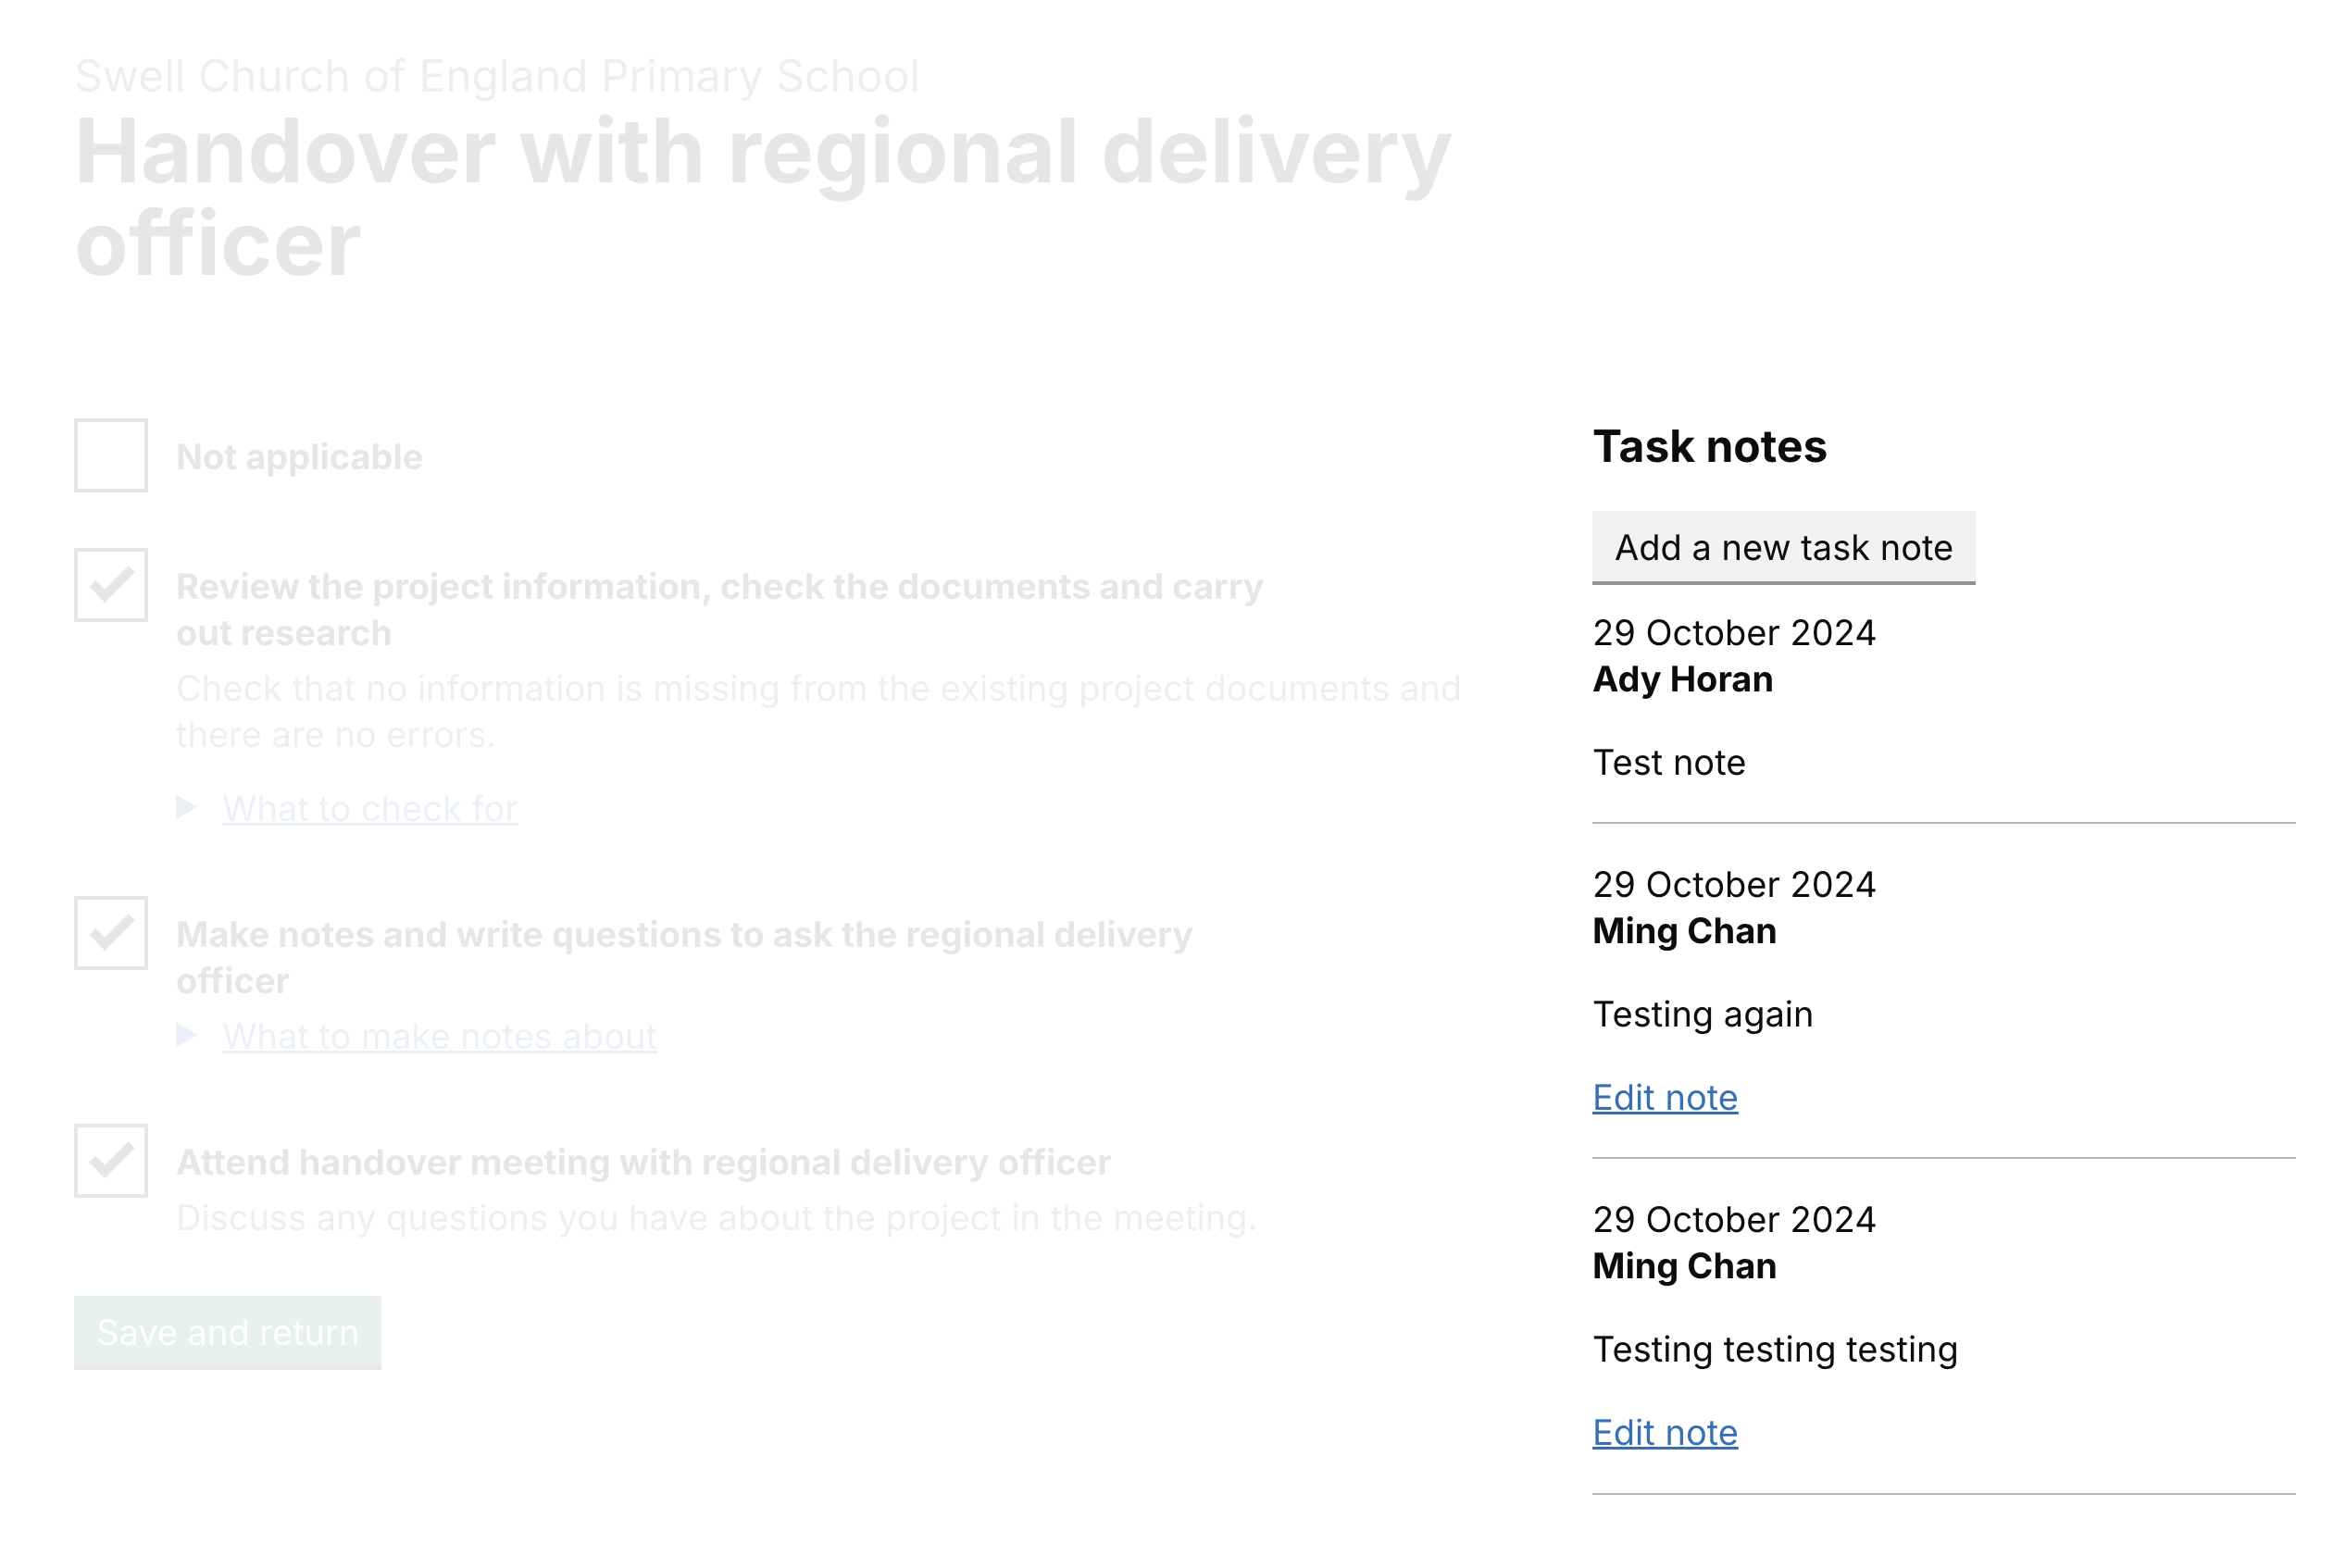 Swell Church of England Primary School
Handover with regional delivery
officer
Not applicable
Review the project information, check the documents and carry
out research
Check that no information is missing from the existing project documents and
there are no errors.
What to check for
Make notes and write questions to ask the regional delivery
officer
What to make notes about
Attend handover meeting with regional delivery officer
Discuss any questions you have about the project in the meeting.
Save and return
Task notes
Add a new task note
29 October 2024
Ady Horan
Test note
29 October 2024
Ming Chan
Testing again
Edit note
29 October 2024
Ming Chan
Testing testing testing
Edit note